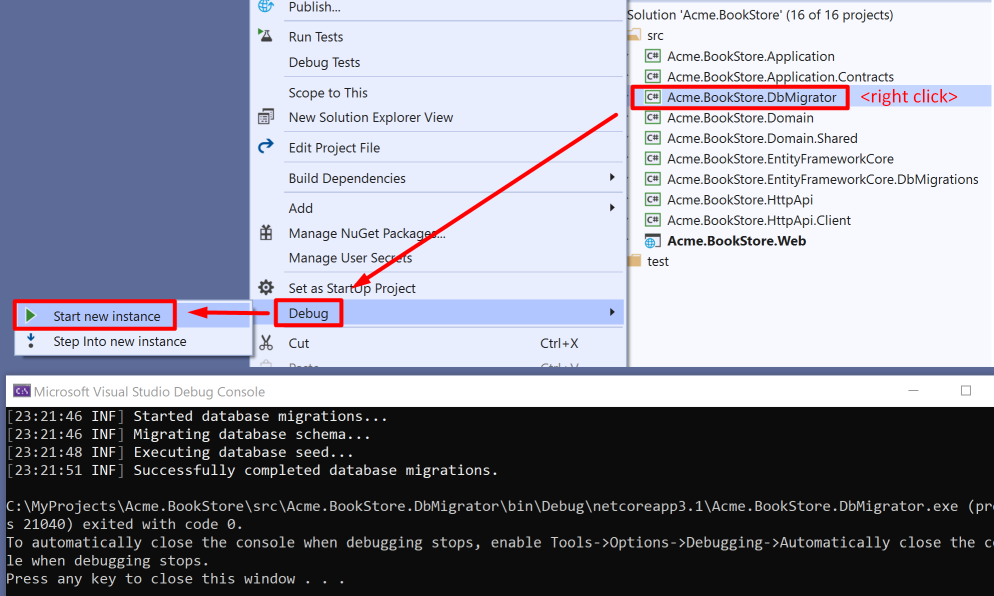 Publish...
Run Tests
Debug Tests
Scope to This
New Solution Explorer View
Edit Project File
Build Dependencies
Add
Manage NuGet Packages...
Manage User Secrets
Set as StartUp Project
Debug
Cut Ctrl+X
Start new instance
Step Into new instance
Solution 'Acme.BookStore' (16 of 16 projects)
src
C# Acme.BookStore.Application
C# Acme.BookStore.Application.Contracts
C# Acme.BookStore.DbMigrator <right click>
C# Acme.BookStore.Domain
C# Acme.BookStore.Domain.Shared
C# Acme.BookStore.EntityFrameworkCore
C# Acme.BookStore.EntityFrameworkCore.DbMigrations
C# Acme.BookStore.HttpApi
C# Acme.BookStore.HttpApi.Client
Acme.BookStore.Web
test
Microsoft Visual Studio Debug Console
[23:21:46 INF] Started database migrations...
[23:21:46 INF] Migrating database schema...
[23:21:48 INF] Executing database seed...
[23:21:51 INF] Successfully completed database migrations.
C:\MyProjects\Acme.BookStore\src\Acme.BookStore.DbMigrator\bin\Debug\netcoreapp3.1\Acme.BookStore.DbMigrator.exe (pro
s 21040) exited with code 0.
To automatically close the console when debugging stops, enable Tools->Options->Debugging->Automatically close the co
le when debugging stops.
Press any key to close this window . . .